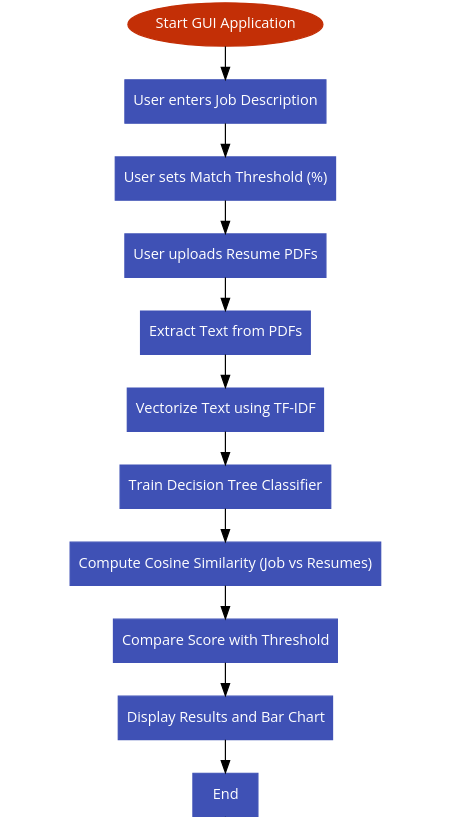 Start GUI Application
User enters Job Description
User sets Match Threshold (%)
User uploads Resume PDFs
Extract Text from PDFs
Vectorize Text using TF-IDF
Train Decision Tree Classifier
Compute Cosine Similarity (Job vs Resumes)
Compare Score with Threshold
Display Results and Bar Chart
End